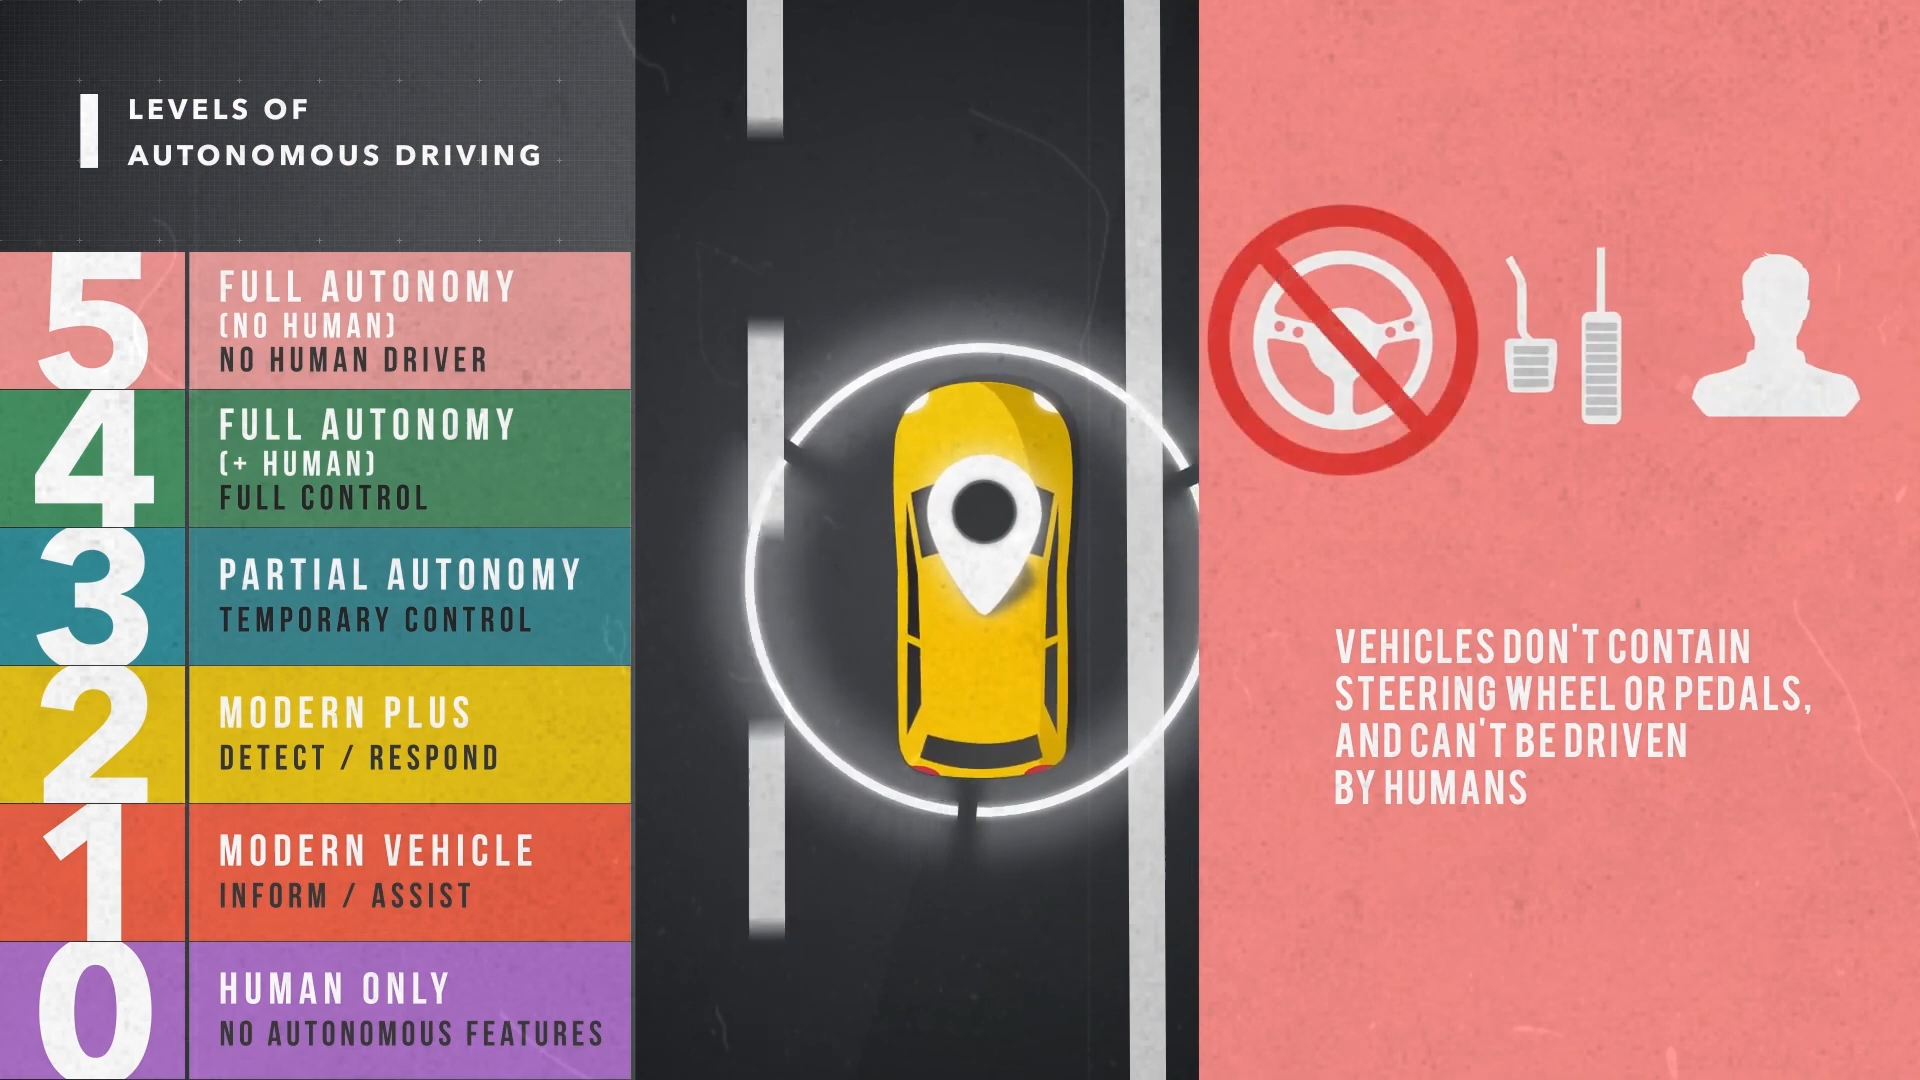 LEVELS OF
AUTONOMOUS DRIVING
5
FULL AUTONOMY
(NO HUMAN)
NO HUMAN DRIVER
4
FULL AUTONOMY
(+ HUMAN)
FULL CONTROL
3
PARTIAL AUTONOMY
TEMPORARY CONTROL
2
MODERN PLUS
DETECT / RESPOND
1
MODERN VEHICLE
INFORM / ASSIST
0
HUMAN ONLY
NO AUTONOMOUS FEATURES
VEHICLES DON'T CONTAIN
STEERING WHEEL OR PEDALS,
AND CAN'T BE DRIVEN
BY HUMANS